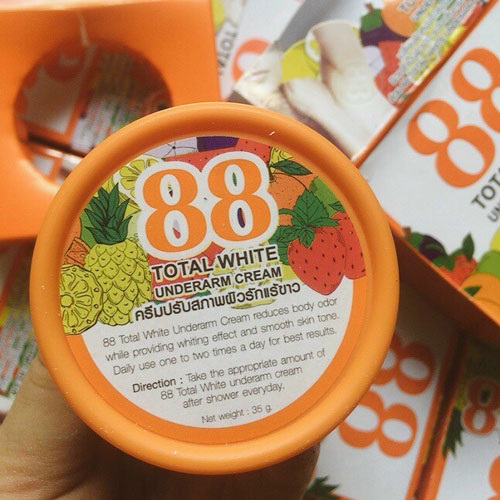 88
TOTAL WHITE
UNDERARM CREAM
ครีมปรับสภาพผิวรักแร้ขาว
88 Total White Underarm Cream reduces body odor
while providing whiting effect and smooth skin tone.
Daily use one to two times a day for best results.
Direction : Take the appropriate amount of
88 Total White underarm cream
after shower everyday.
Net weight : 35 g.
88
TOT
88
88